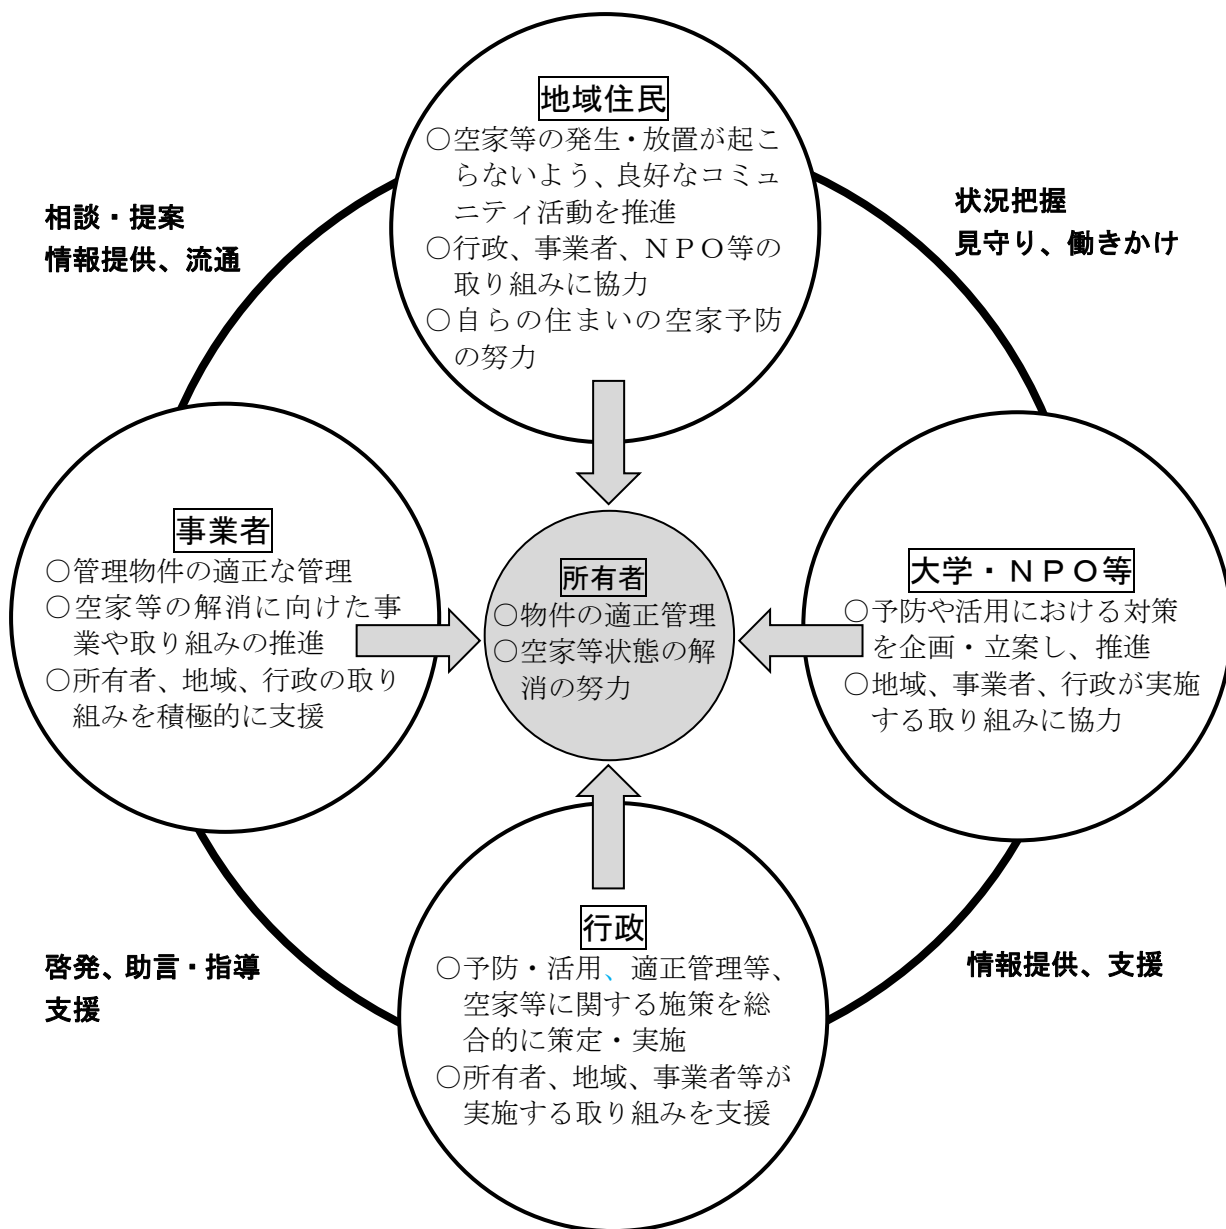 地域住民
○空家等の発生・放置が起こ
らないよう、良好なコミュ
ニティ活動を推進
○行政、事業者、ＮＰＯ等の
取り組みに協力
○自らの住まいの空家予防
の努力
相談・提案
情報提供、流通
状況把握
見守り、働きかけ
事業者
○管理物件の適正な管理
○空家等の解消に向けた事
業や取り組みの推進
○所有者、地域、行政の取り
組みを積極的に支援
所有者
○物件の適正管理
○空家等状態の解
消の努力
大学・ＮＰＯ等
○予防や活用における対策
を企画・立案し、推進
○地域、事業者、行政が実施
する取り組みに協力
行政
○予防・活用、適正管理等、
空家等に関する施策を総
合的に策定・実施
○所有者、地域、事業者等が
実施する取り組みを支援
啓発、助言・指導
支援
情報提供、支援